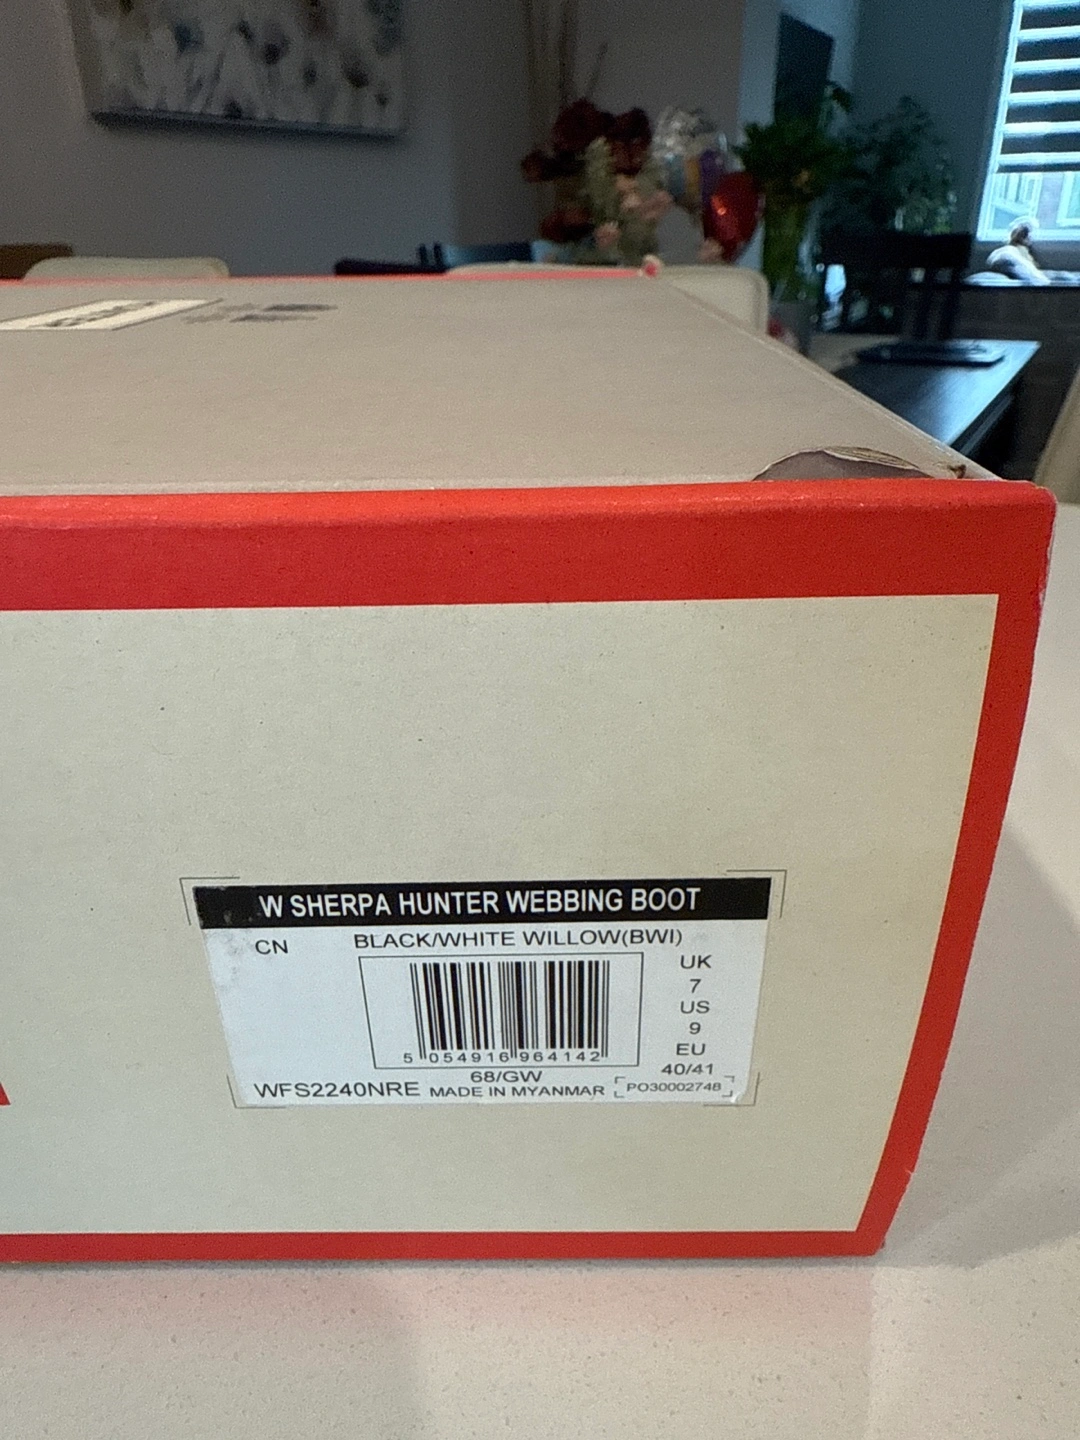 W SHERPA HUNTER WEBBING BOOT
CN
BLACK/WHITE WILLOW(BWI)
UK
7
US
9
EU
40/41
5 054916 964142
68/GW
WFS2240NRE
MADE IN MYANMAR
PO30002748